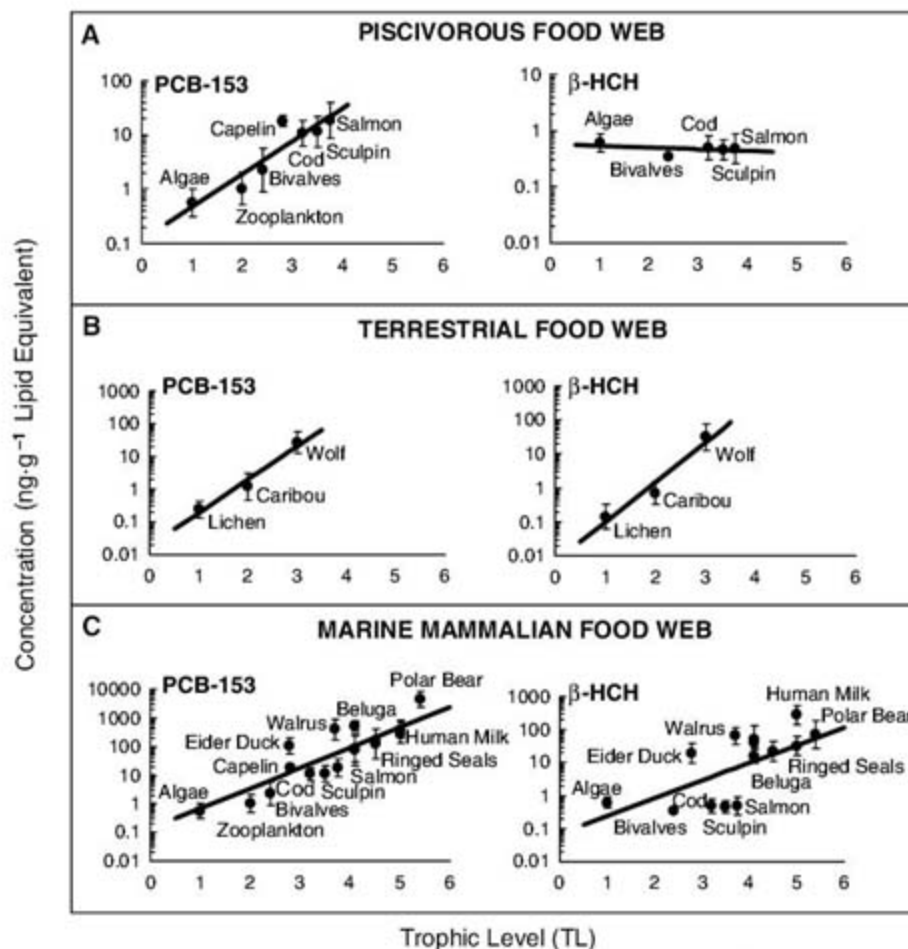 A
PISCIVOROUS FOOD WEB
PCB-153
100
10
1
0.1
Capelin
Salmon
Cod
Sculpin
Algae
Bivalves
Zooplankton
0 1 2 3 4 5 6
β-HCH
10
1
0.1
0.01
Algae
Cod
Salmon
Bivalves
Sculpin
0 1 2 3 4 5 6
B
TERRESTRIAL FOOD WEB
PCB-153
1000
100
10
1
0.1
0.01
Wolf
Caribou
Lichen
0 1 2 3 4 5 6
β-HCH
1000
100
10
1
0.1
0.01
Wolf
Caribou
Lichen
0 1 2 3 4 5 6
C
MARINE MAMMALIAN FOOD WEB
PCB-153
10000
1000
100
10
1
0.1
0.01
Polar Bear
Walrus
Beluga
Eider Duck
Human Milk
Capelin
Ringed Seals
Algae
Cod
Salmon
Sculpin
Bivalves
Zooplankton
0 1 2 3 4 5 6
β-HCH
1000
100
10
1
0.1
0.01
Human Milk
Walrus
Polar Bear
Eider Duck
Ringed Seals
Beluga
Algae
Cod
Salmon
Bivalves
Sculpin
0 1 2 3 4 5 6
Concentration (ng·g⁻¹ Lipid Equivalent)
Trophic Level (TL)